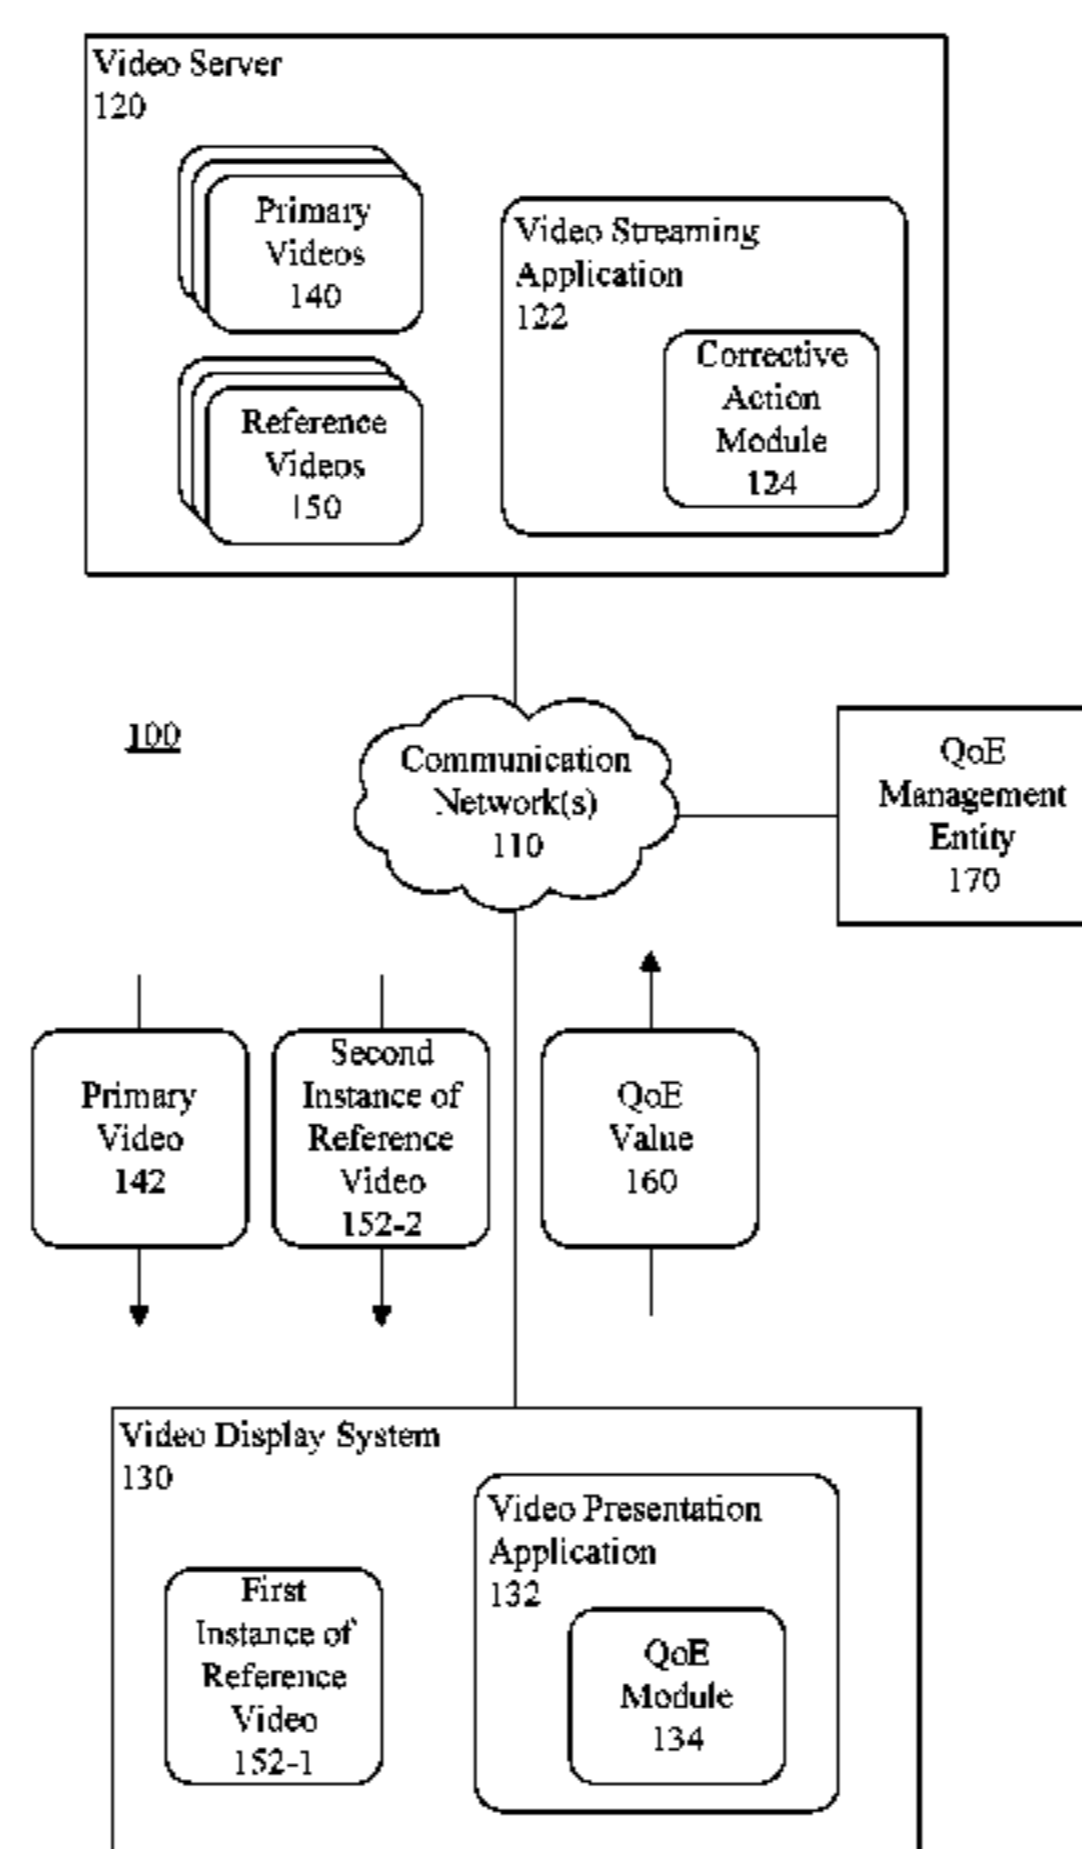 Video Server
120
Primary
Videos
140
Video Streaming
Application
122
Corrective
Action
Module
124
Reference
Videos
150
100
Communication
Network(s)
110
QoE
Management
Entity
170
Primary
Video
142
Second
Instance of
Reference
Video
152-2
QoE
Value
160
Video Display System
130
Video Presentation
Application
132
First
Instance of
Reference
Video
152-1
QoE
Module
134